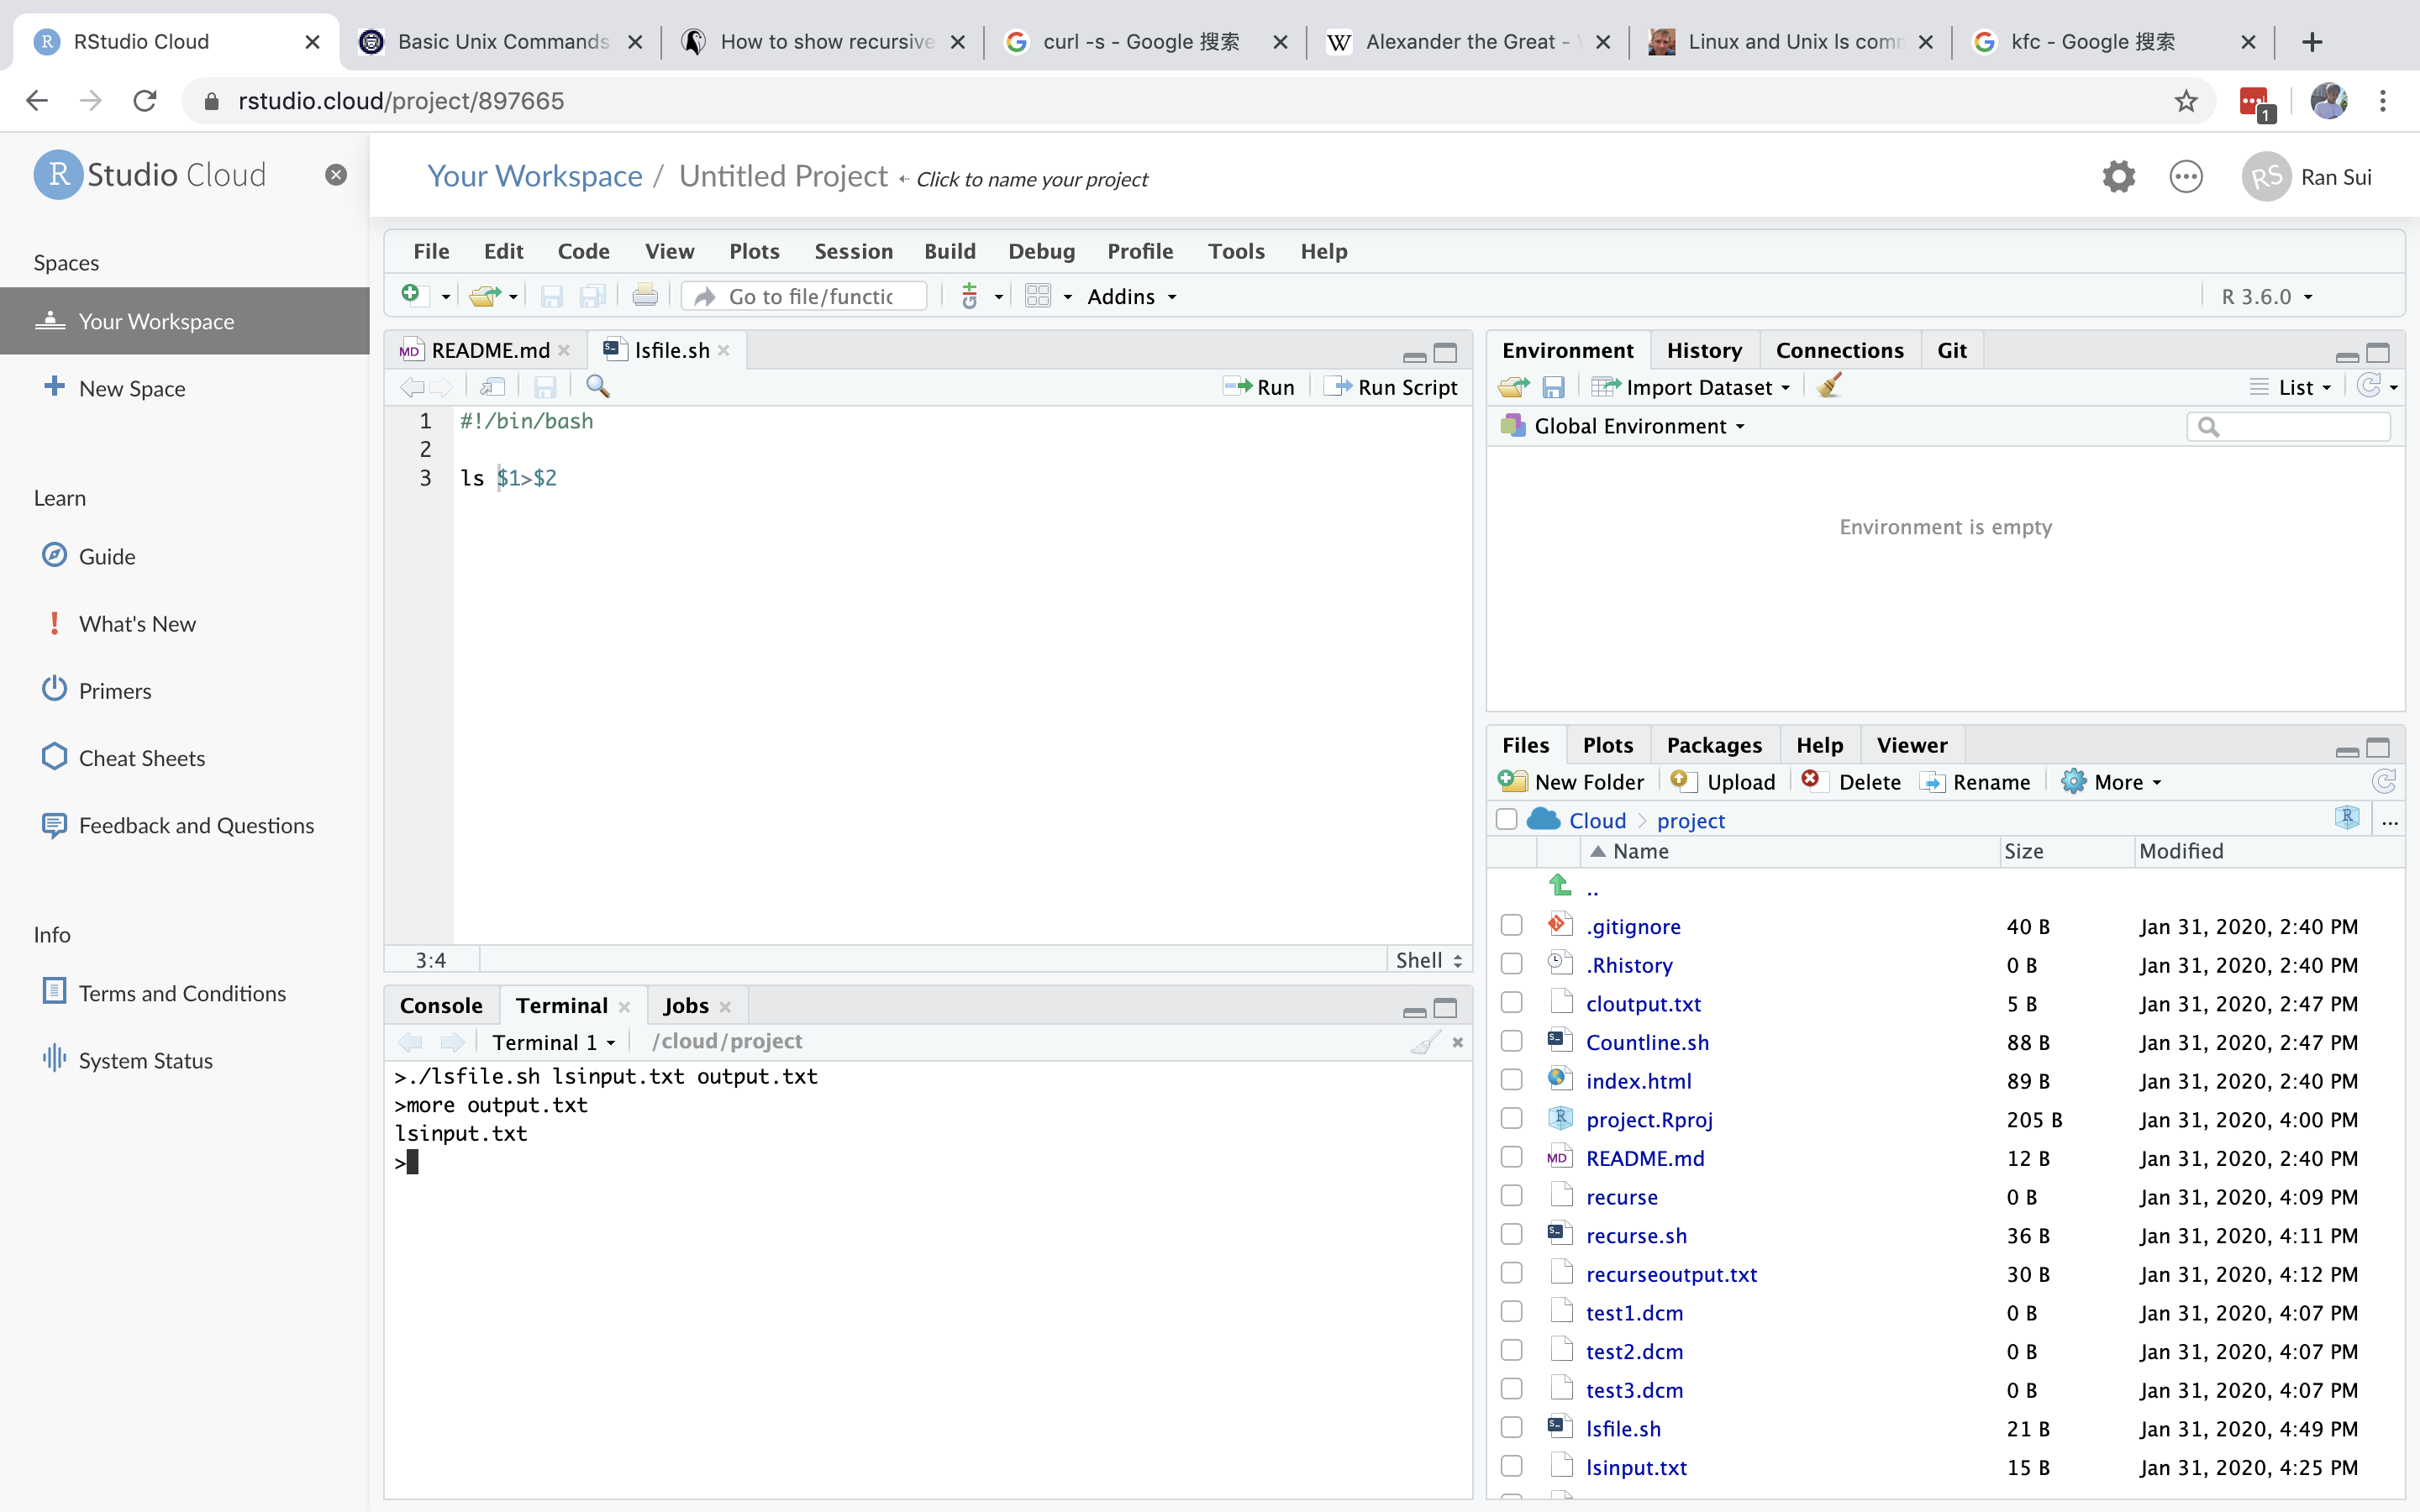 RStudio Cloud
Basic Unix Commands
How to show recursive
curl -s - Google 搜索
Alexander the Great -
Linux and Unix ls comm
kfc - Google 搜索
rstudio.cloud/project/897665
1
R Studio Cloud
Your Workspace / Untitled Project
Click to name your project
RS
Ran Sui
Spaces
Your Workspace
New Space
Learn
Guide
What's New
Primers
Cheat Sheets
Feedback and Questions
Info
Terms and Conditions
System Status
File Edit Code View Plots Session Build Debug Profile Tools Help
Go to file/functic
Addins
R 3.6.0
README.md
lsfile.sh
Run
Run Script
1 #!/bin/bash
2
3 ls $1>$2
3:4
Shell
Console Terminal Jobs
Terminal 1
/cloud/project
>./lsfile.sh lsinput.txt output.txt
>more output.txt
lsinput.txt
>
Environment History Connections Git
Import Dataset
List
Global Environment
Environment is empty
Files Plots Packages Help Viewer
New Folder Upload Delete Rename More
Cloud project
...
Name Size Modified
..
.gitignore 40 B Jan 31, 2020, 2:40 PM
.Rhistory 0 B Jan 31, 2020, 2:40 PM
cloutput.txt 5 B Jan 31, 2020, 2:47 PM
Countline.sh 88 B Jan 31, 2020, 2:47 PM
index.html 89 B Jan 31, 2020, 2:40 PM
project.Rproj 205 B Jan 31, 2020, 4:00 PM
README.md 12 B Jan 31, 2020, 2:40 PM
recurse 0 B Jan 31, 2020, 4:09 PM
recurse.sh 36 B Jan 31, 2020, 4:11 PM
recurseoutput.txt 30 B Jan 31, 2020, 4:12 PM
test1.dcm 0 B Jan 31, 2020, 4:07 PM
test2.dcm 0 B Jan 31, 2020, 4:07 PM
test3.dcm 0 B Jan 31, 2020, 4:07 PM
lsfile.sh 21 B Jan 31, 2020, 4:49 PM
lsinput.txt 15 B Jan 31, 2020, 4:25 PM